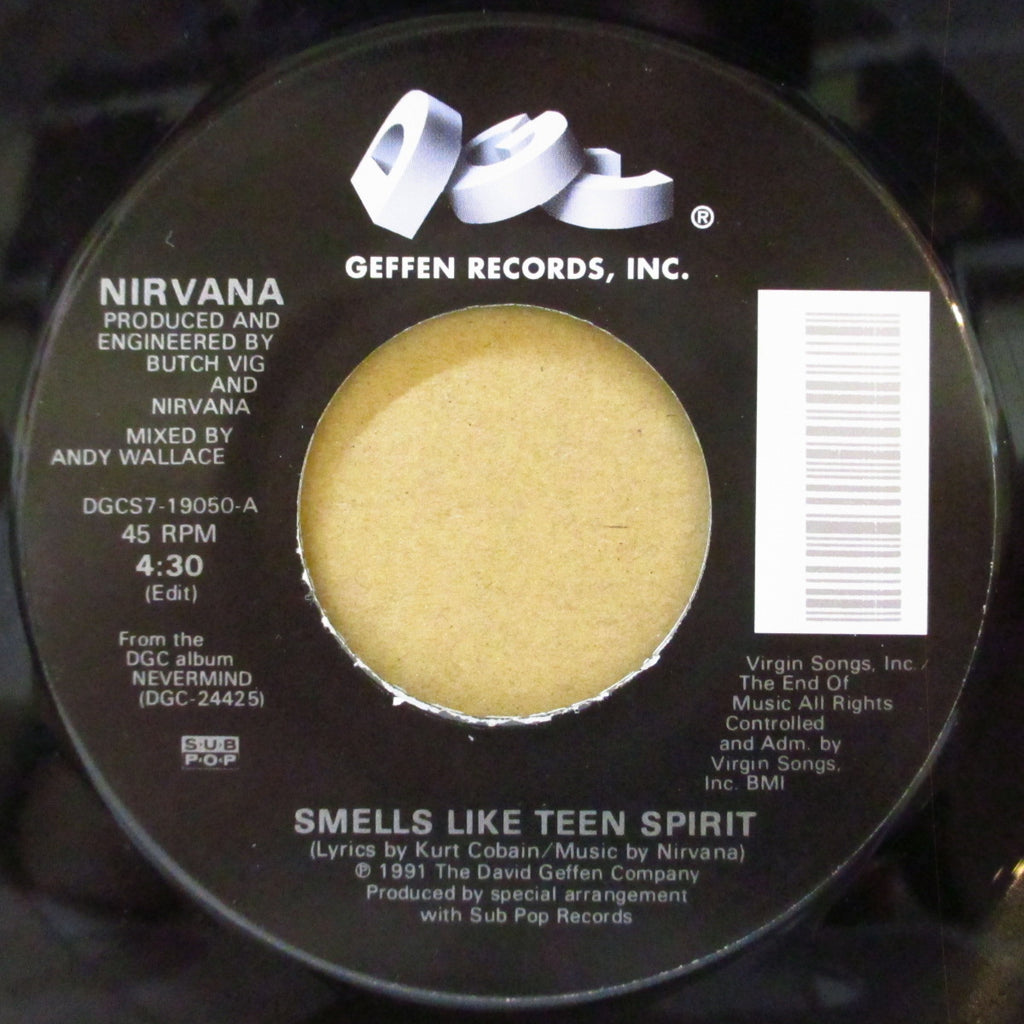 DGC
®
GEFFEN RECORDS, INC.
NIRVANA
PRODUCED AND
ENGINEERED BY
BUTCH VIG
AND
NIRVANA
MIXED BY
ANDY WALLACE
DGCS7-19050-A
45 RPM
4:30
(Edit)
From the
DGC album
NEVERMIND
(DGC-24425)
SUB
POP
Virgin Songs, Inc./
The End Of
Music All Rights
Controlled
and Adm. by
Virgin Songs,
Inc. BMI
SMELLS LIKE TEEN SPIRIT
(Lyrics by Kurt Cobain/Music by Nirvana)
℗ 1991 The David Geffen Company
Produced by special arrangement
with Sub Pop Records